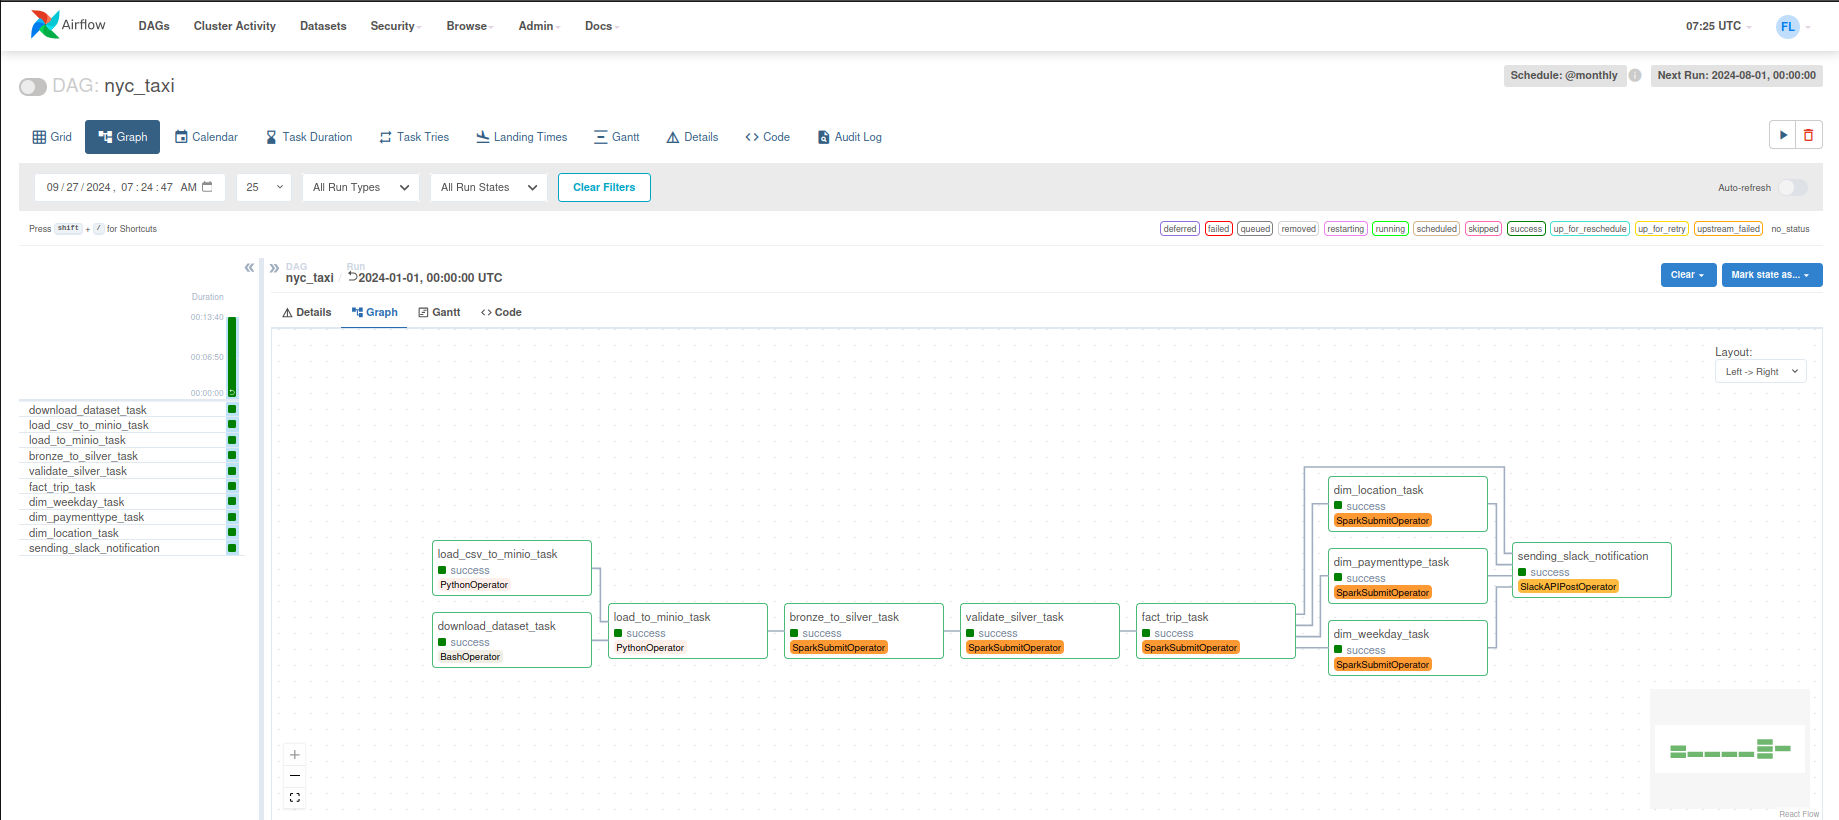 Airflow DAGs Cluster Activity Datasets Security Browse Admin Docs 07:25 UTC FL
DAG: nyc_taxi Schedule: @monthly i Next Run: 2024-08-01, 00:00:00
Grid Graph Calendar Task Duration Task Tries Landing Times Gantt Details <> Code Audit Log
09/27/2024, 07:24:47 AM 25 All Run Types All Run States Clear Filters Auto-refresh
Press shift + / for Shortcuts deferred failed queued removed restarting running scheduled skipped success up_for_reschedule up_for_retry upstream_failed no_status
DAG Run
nyc_taxi / 2024-01-01, 00:00:00 UTC Clear Mark state as...
Details Graph Gantt <> Code
Duration
00:13:40
00:06:50
00:00:00
download_dataset_task
load_csv_to_minio_task
load_to_minio_task
bronze_to_silver_task
validate_silver_task
fact_trip_task
dim_weekday_task
dim_paymenttype_task
dim_location_task
sending_slack_notification
Layout:
Left -> Right
load_csv_to_minio_task
success
PythonOperator
download_dataset_task
success
BashOperator
load_to_minio_task
success
PythonOperator
bronze_to_silver_task
success
SparkSubmitOperator
validate_silver_task
success
SparkSubmitOperator
fact_trip_task
success
SparkSubmitOperator
dim_location_task
success
SparkSubmitOperator
dim_paymenttype_task
success
SparkSubmitOperator
dim_weekday_task
success
SparkSubmitOperator
sending_slack_notification
success
SlackAPIPostOperator
React Flow